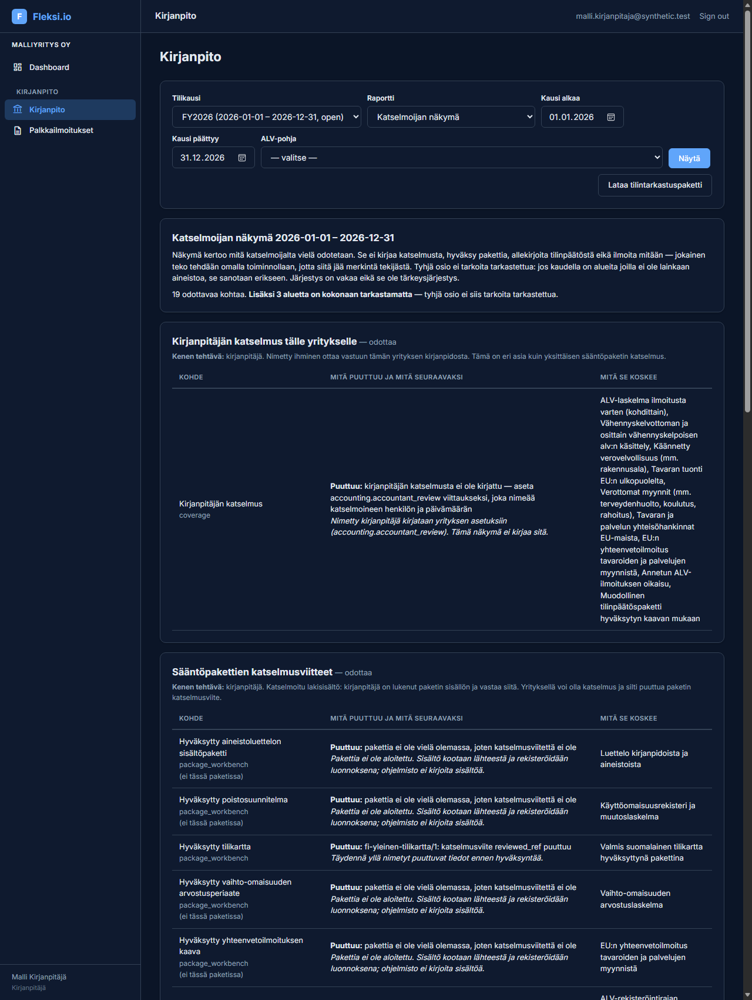 F Fleksi.io
MALLIYRITYS OY
Dashboard
KIRJANPITO
Kirjanpito
Palkkailmoitukset
Malli Kirjanpitäjä
Kirjanpitäjä
Kirjanpito
malli.kirjanpitaja@synthetic.test Sign out
Kirjanpito
Tilikausi Raportti Kausi alkaa
FY2026 (2026-01-01 – 2026-12-31, open) Katselmoijan näkymä 01.01.2026
Kausi päättyy ALV-pohja
31.12.2026 — valitse — Näytä
Lataa tilintarkastuspaketti
Katselmoijan näkymä 2026-01-01 – 2026-12-31
Näkymä kertoo mitä katselmoijalta vielä odotetaan. Se ei kirjaa katselmusta, hyväksy pakettia, allekirjoita tilinpäätöstä eikä ilmoita mitään — jokainen
teko tehdään omalla toiminnollaan, jotta siitä jää merkintä tekijästä. Tyhjä osio ei tarkoita tarkastettua: jos kaudella on alueita joilla ei ole lainkaan
aineistoa, se sanotaan erikseen. Järjestys on vakaa eikä se ole tärkeysjärjestys.
19 odottavaa kohtaa. Lisäksi 3 aluetta on kokonaan tarkastamatta — tyhjä osio ei siis tarkoita tarkastettua.
Kirjanpitäjän katselmus tälle yritykselle — odottaa
Kenen tehtävä: kirjanpitäjä. Nimetty ihminen ottaa vastuun tämän yrityksen kirjanpidosta. Tämä on eri asia kuin yksittäisen sääntöpaketin katselmus.
KOHDE MITÄ PUUTTUU JA MITÄ SEURAAVAKSI MITÄ SE KOSKEE
Kirjanpitäjän katselmus
coverage
Puuttuu: kirjanpitäjän katselmusta ei ole kirjattu — aseta
accounting.accountant_review viittaukseksi, joka nimeää
katselmoineen henkilön ja päivämäärän
Nimetty kirjanpitäjä kirjataan yrityksen asetuksiin
(accounting.accountant_review). Tämä näkymä ei kirjaa sitä.
ALV-laskelma ilmoitusta
varten (kohdittain),
Vähennyskelvottoman ja
osittain vähennyskelpoisen
alv:n käsittely, Käännetty
verovelvollisuus (mm.
rakennusala), Tavaran tuonti
EU:n ulkopuolelta,
Verottomat myynnit (mm.
terveydenhuolto, koulutus,
rahoitus), Tavaran ja
palvelun yhteisöhankinnat
EU-maista, EU:n
yhteenvetoilmoitus
tavaroiden ja palvelujen
myynnistä, Annetun ALV-
ilmoituksen oikaisu,
Muodollinen
tilinpäätöspaketti
hyväksytyn kaavan mukaan
Sääntöpakettien katselmusviitteet — odottaa
Kenen tehtävä: kirjanpitäjä. Katselmoitu lakisisältö: kirjanpitäjä on lukenut paketin sisällön ja vastaa siitä. Yrityksellä voi olla katselmus ja silti puuttua paketin
katselmusviite.
KOHDE MITÄ PUUTTUU JA MITÄ SEURAAVAKSI MITÄ SE KOSKEE
Hyväksytty aineistoluettelon
sisältöpaketti
package_workbench
(ei tässä paketissa)
Puuttuu: pakettia ei ole vielä olemassa, joten katselmusviitettä ei ole
Pakettia ei ole aloitettu. Sisältö kootaan lähteestä ja rekisteröidään
luonnoksena; ohjelmisto ei kirjoita sisältöä.
Luettelo kirjanpidoista ja
aineistoista
Hyväksytty poistosuunnitelma
package_workbench
(ei tässä paketissa)
Puuttuu: pakettia ei ole vielä olemassa, joten katselmusviitettä ei ole
Pakettia ei ole aloitettu. Sisältö kootaan lähteestä ja rekisteröidään
luonnoksena; ohjelmisto ei kirjoita sisältöä.
Käyttöomaisuusrekisteri ja
muutoslaskelma
Hyväksytty tilikartta
package_workbench
Puuttuu: fi-yleinen-tilikartta/1: katselmusviite reviewed_ref puuttuu
Täydennä yllä nimetyt puuttuvat tiedot ennen hyväksyntää.
Valmis suomalainen tilikartta
hyväksyttynä pakettina
Hyväksytty vaihto-omaisuuden
arvostusperiaate
package_workbench
(ei tässä paketissa)
Puuttuu: pakettia ei ole vielä olemassa, joten katselmusviitettä ei ole
Pakettia ei ole aloitettu. Sisältö kootaan lähteestä ja rekisteröidään
luonnoksena; ohjelmisto ei kirjoita sisältöä.
Vaihto-omaisuuden
arvostuslaskelma
Hyväksytty yhteenvetoilmoituksen
kaava
package_workbench
(ei tässä paketissa)
Puuttuu: pakettia ei ole vielä olemassa, joten katselmusviitettä ei ole
Pakettia ei ole aloitettu. Sisältö kootaan lähteestä ja rekisteröidään
luonnoksena; ohjelmisto ei kirjoita sisältöä.
EU:n yhteenvetoilmoitus
tavaroiden ja palvelujen
myynnistä
ALV-rekisteröintirajan